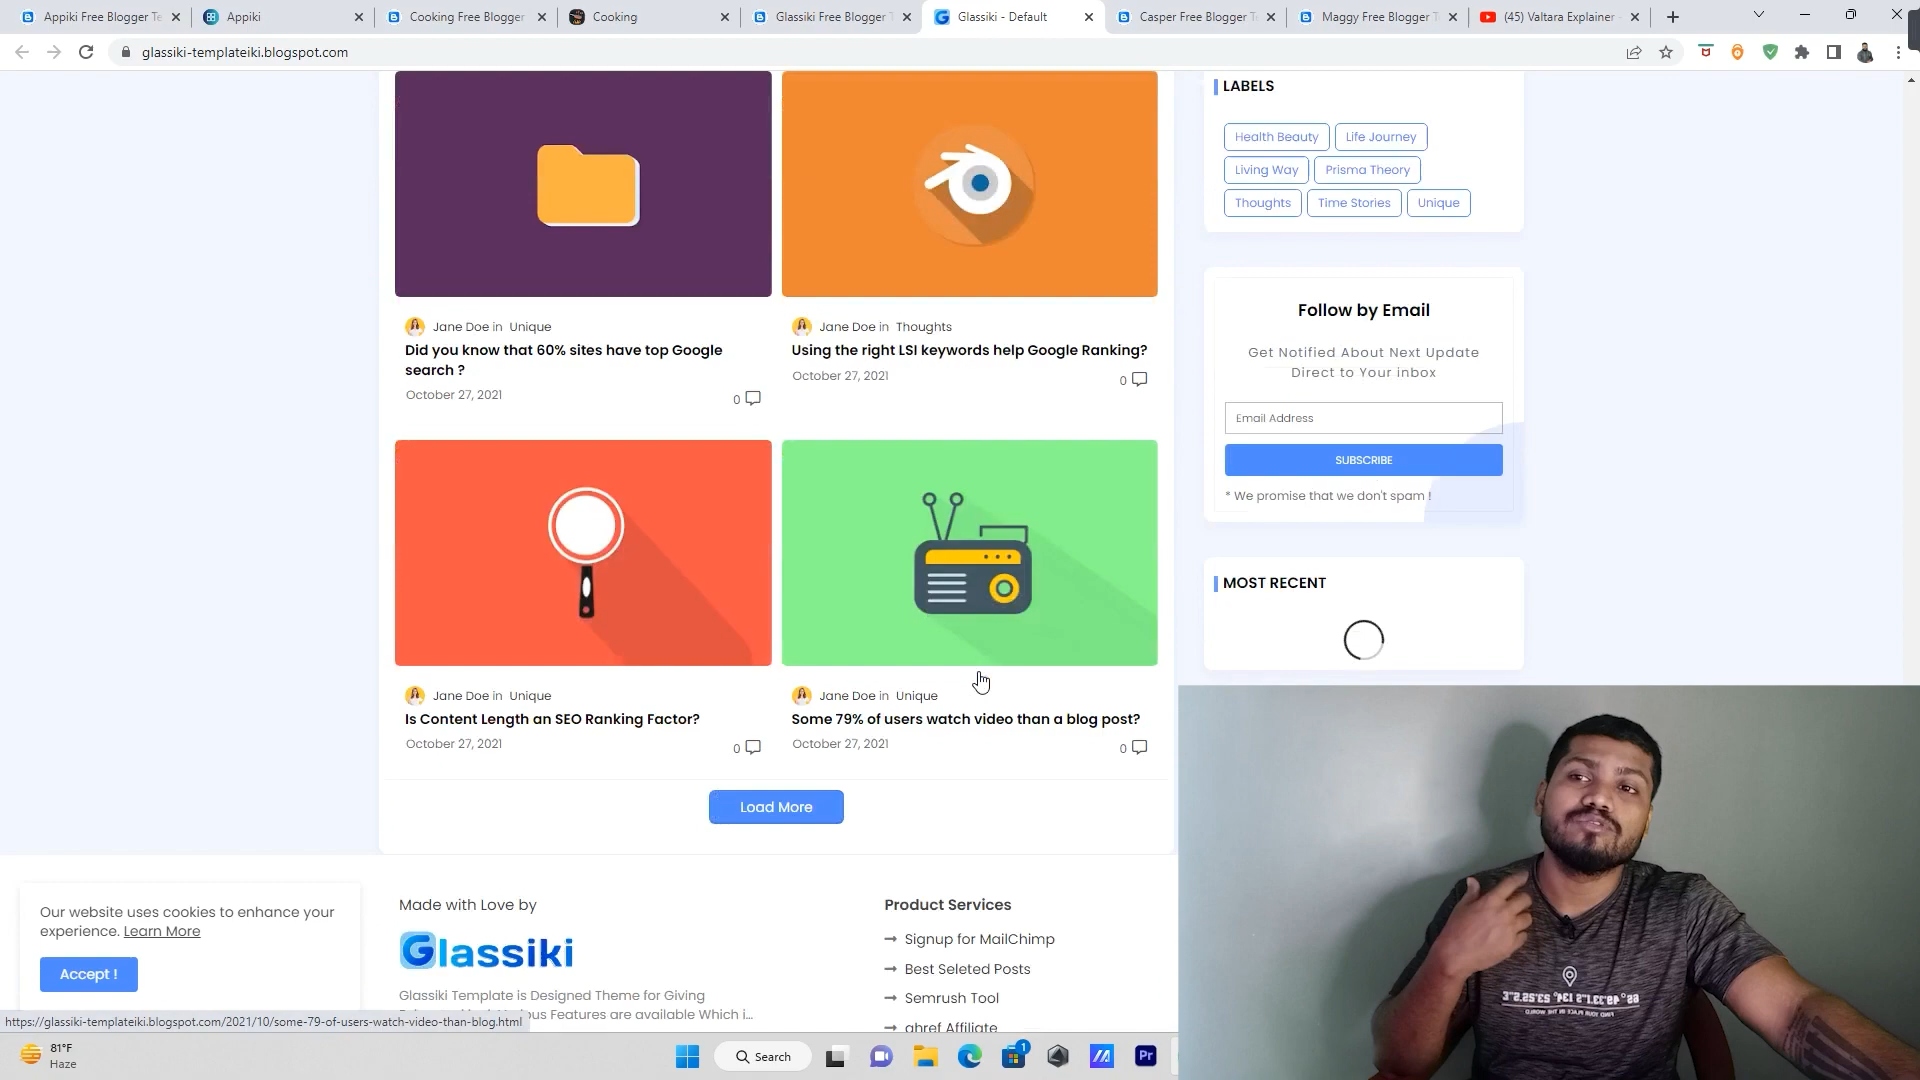 Appiki Free Blogger Te
Appiki
Cooking Free Blogger
Cooking
Glassiki Free Blogger T
Glassiki - Default
Casper Free Blogger Te
Maggy Free Blogger T
(45) Valtara Explainer
glassiki-templateiki.blogspot.com
Jane Doe in Unique
Did you know that 60% sites have top Google
search ?
October 27, 2021
0
Jane Doe in Thoughts
Using the right LSI keywords help Google Ranking?
October 27, 2021
0
Jane Doe in Unique
Is Content Length an SEO Ranking Factor?
October 27, 2021
0
Jane Doe in Unique
Some 79% of users watch video than a blog post?
October 27, 2021
0
Load More
LABELS
Health Beauty Life Journey
Living Way Prisma Theory
Thoughts Time Stories Unique
Follow by Email
Get Notified About Next Update
Direct to Your inbox
Email Address
SUBSCRIBE
* We promise that we don't spam !
MOST RECENT
Our website uses cookies to enhance your
experience. Learn More
Accept !
Made with Love by
Glassiki
Glassiki Template is Designed Theme for Giving
ious Features are available Which i...
Product Services
Signup for MailChimp
Best Seleted Posts
Semrush Tool
ahref Affiliate
https://glassiki-templateiki.blogspot.com/2021/10/some-79-of-users-watch-video-than-blog.html
81°F
Haze
Search
1
Pr